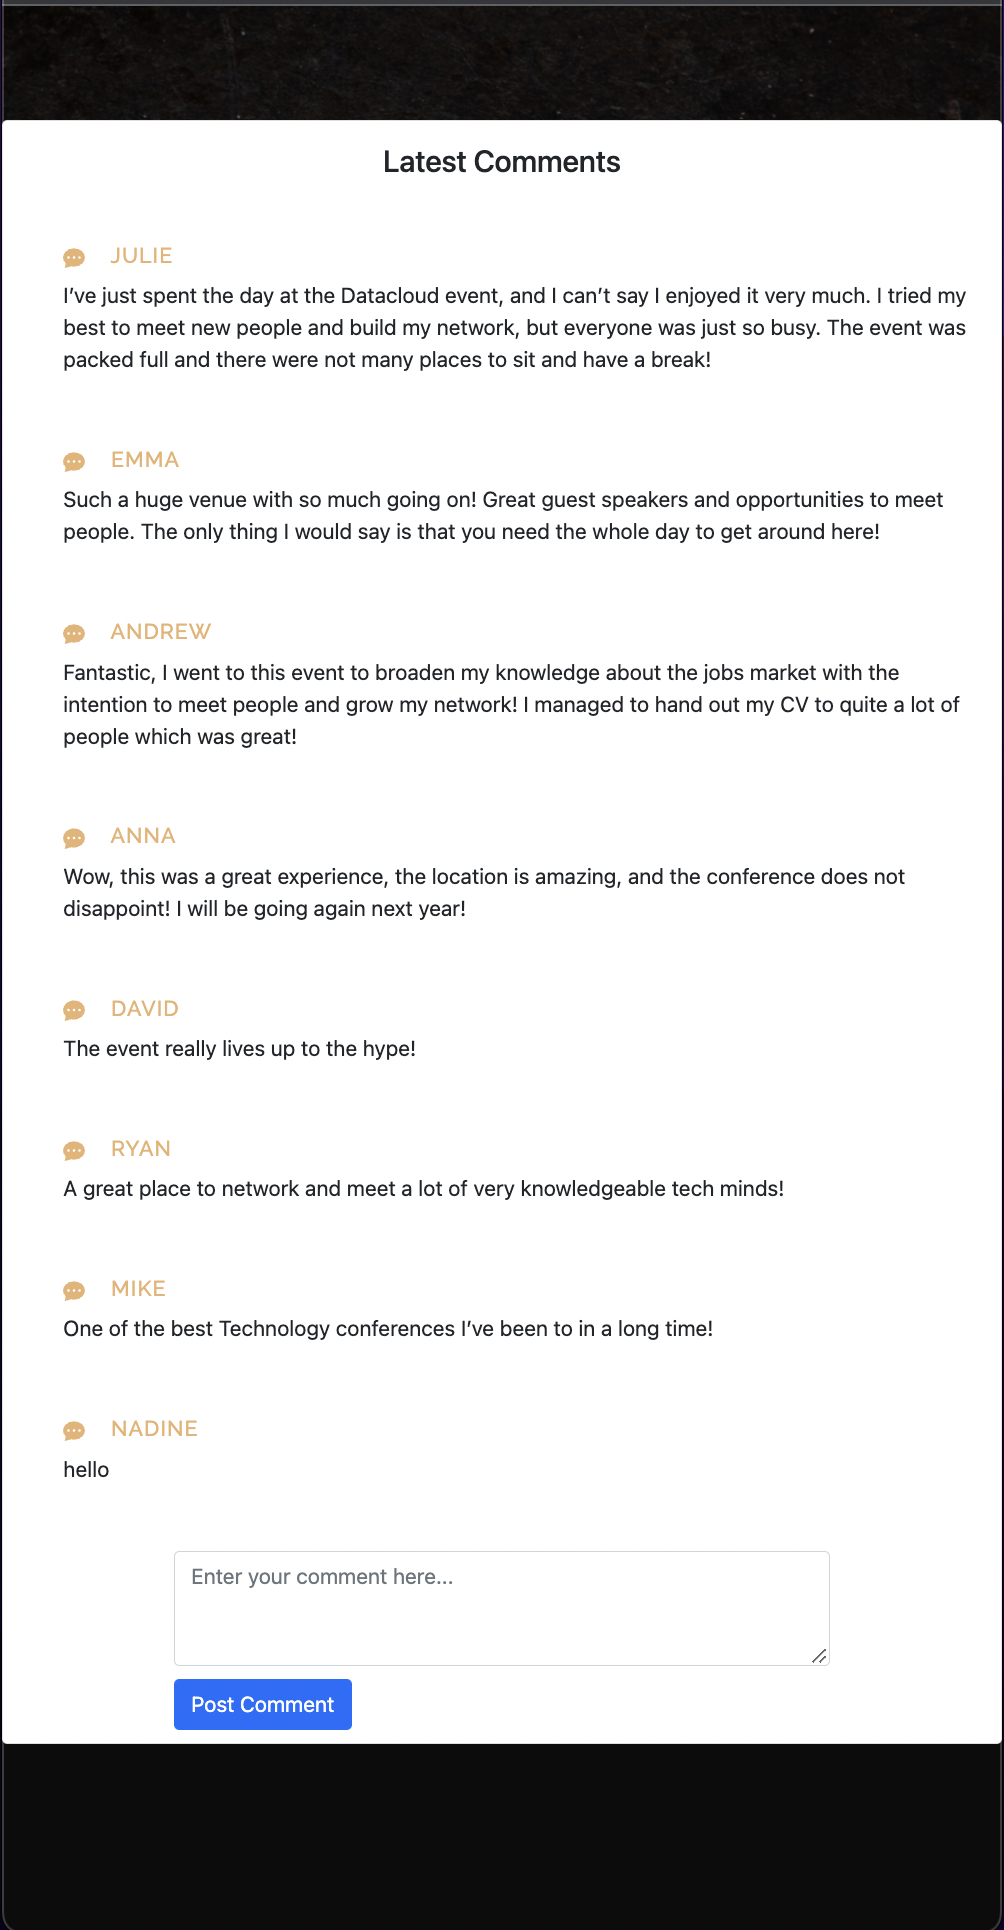 Latest Comments
JULIE
I’ve just spent the day at the Datacloud event, and I can’t say I enjoyed it very much. I tried my
best to meet new people and build my network, but everyone was just so busy. The event was
packed full and there were not many places to sit and have a break!
EMMA
Such a huge venue with so much going on! Great guest speakers and opportunities to meet
people. The only thing I would say is that you need the whole day to get around here!
ANDREW
Fantastic, I went to this event to broaden my knowledge about the jobs market with the
intention to meet people and grow my network! I managed to hand out my CV to quite a lot of
people which was great!
ANNA
Wow, this was a great experience, the location is amazing, and the conference does not
disappoint! I will be going again next year!
DAVID
The event really lives up to the hype!
RYAN
A great place to network and meet a lot of very knowledgeable tech minds!
MIKE
One of the best Technology conferences I’ve been to in a long time!
NADINE
hello
Enter your comment here...
Post Comment